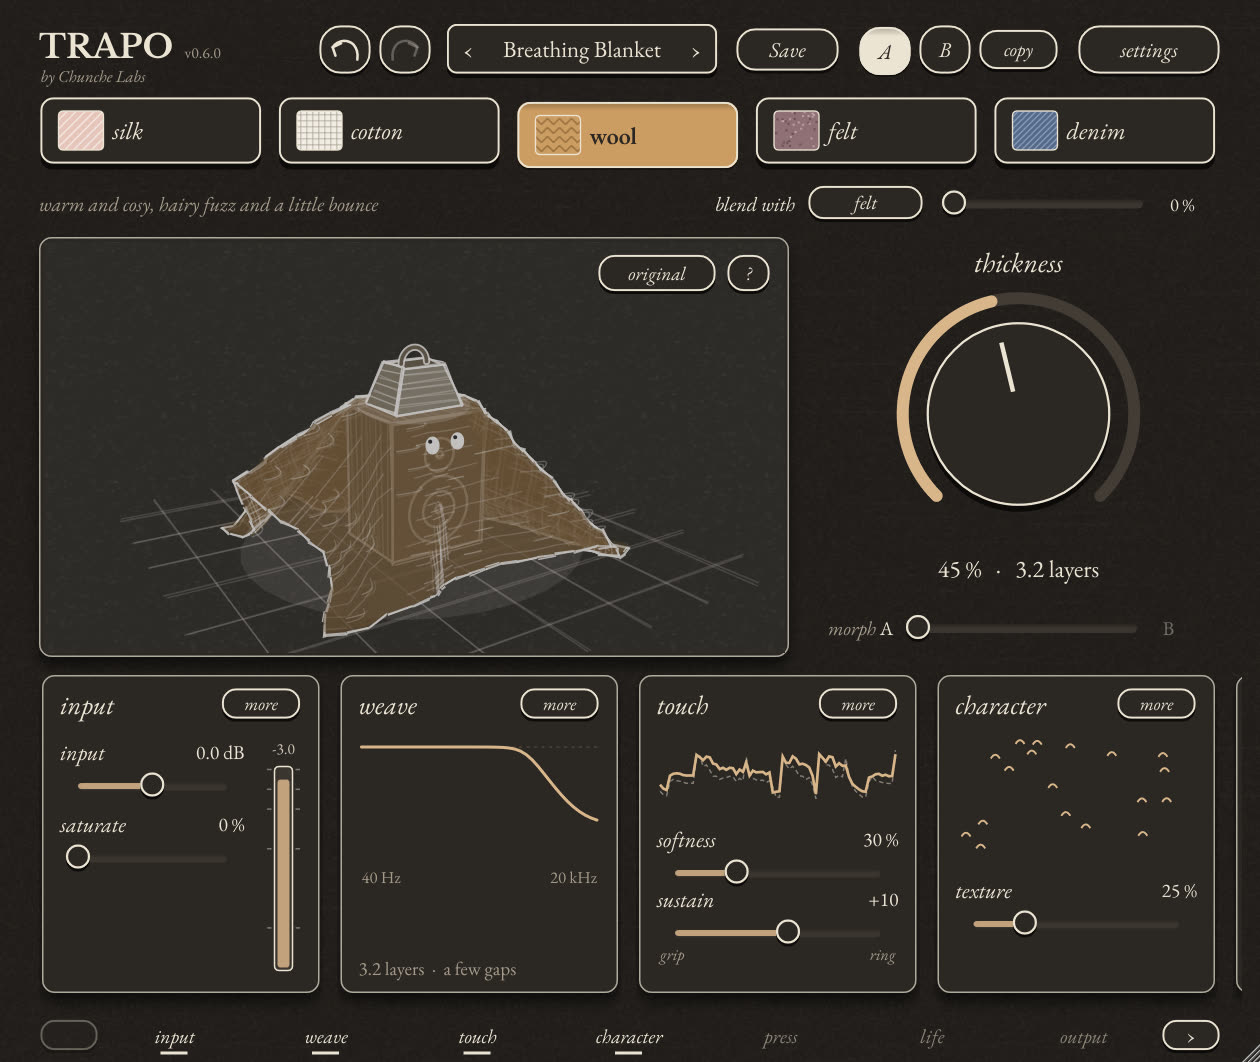 TRAPO v0.6.0
by Chunche Labs
‹ Breathing Blanket ›
Save
A
B
copy
settings
silk
cotton
wool
felt
denim
warm and cosy, hairy fuzz and a little bounce
blend with felt 0 %
original
?
thickness
45 % · 3.2 layers
morph A
B
input more
input 0.0 dB
-3.0
saturate 0 %
weave more
40 Hz 20 kHz
3.2 layers · a few gaps
touch more
softness 30 %
sustain +10
grip ring
character more
texture 25 %
input weave touch character press life output ›